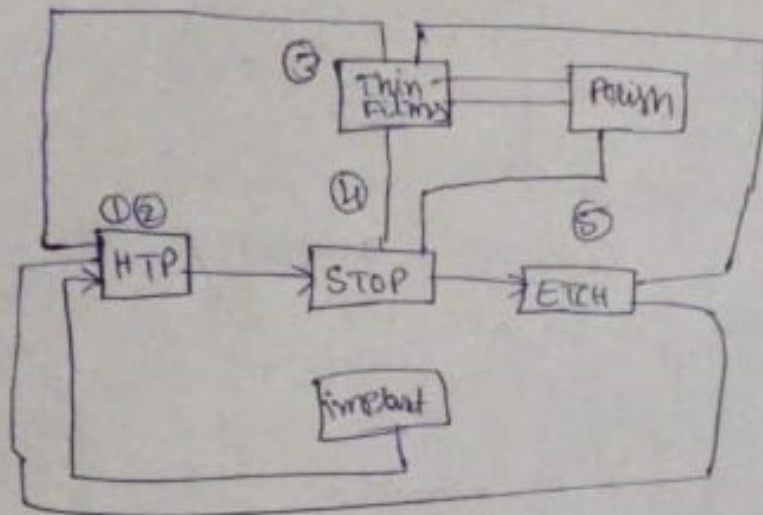 ③
Thin-
Films
Polish
④
①②
⑤
HTP
STOP
ETCH
implant